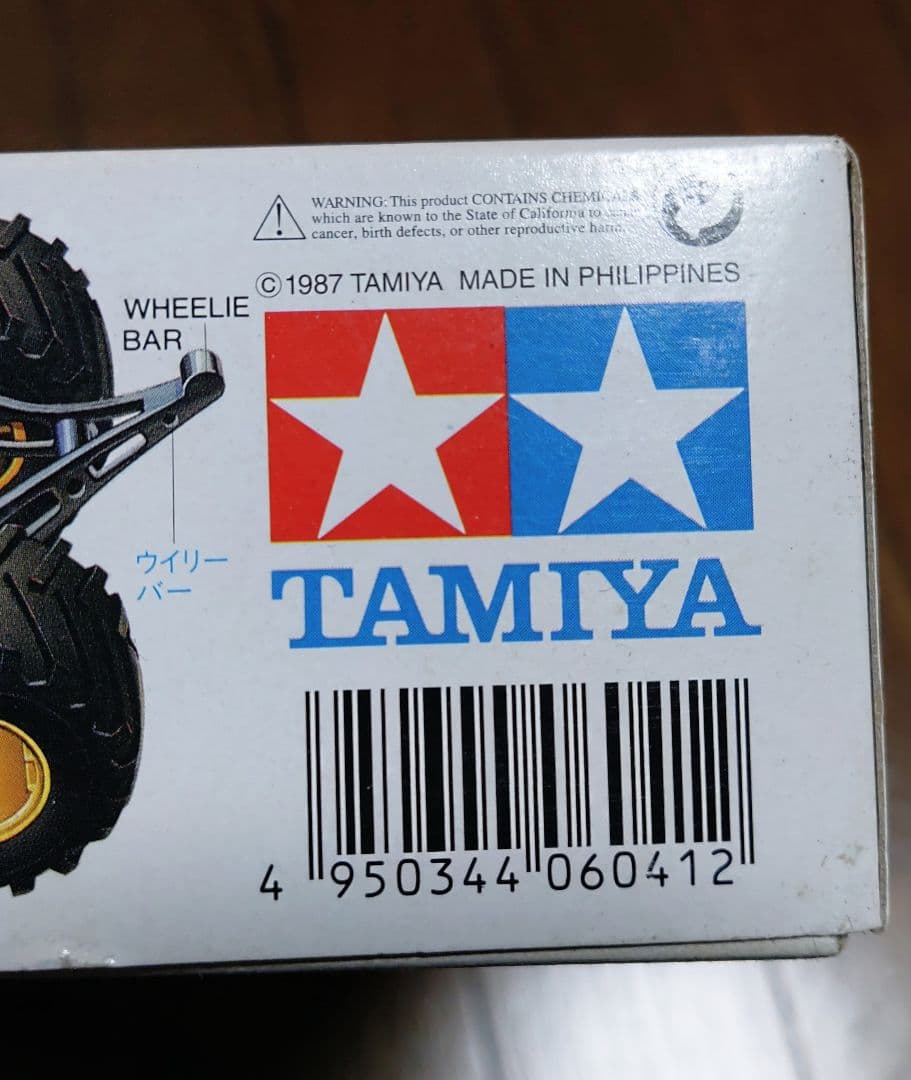 WARNING: This product CONTAINS CHEMICALS
which are known to the State of California to
cancer, birth defects, or other reproductive harm.
©1987 TAMIYA MADE IN PHILIPPINES
WHEELIE
BAR
ウイリー
バー
TAMIYA
4 950344 060412